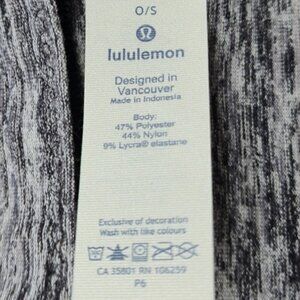 O/S
lululemon
Designed in
Vancouver
Made in Indonesia
Body:
47% Polyester
44% Nylon
9% Lycra® elastane
Exclusive of decoration
Wash with like colours
CA 35801 RN 106259
P6